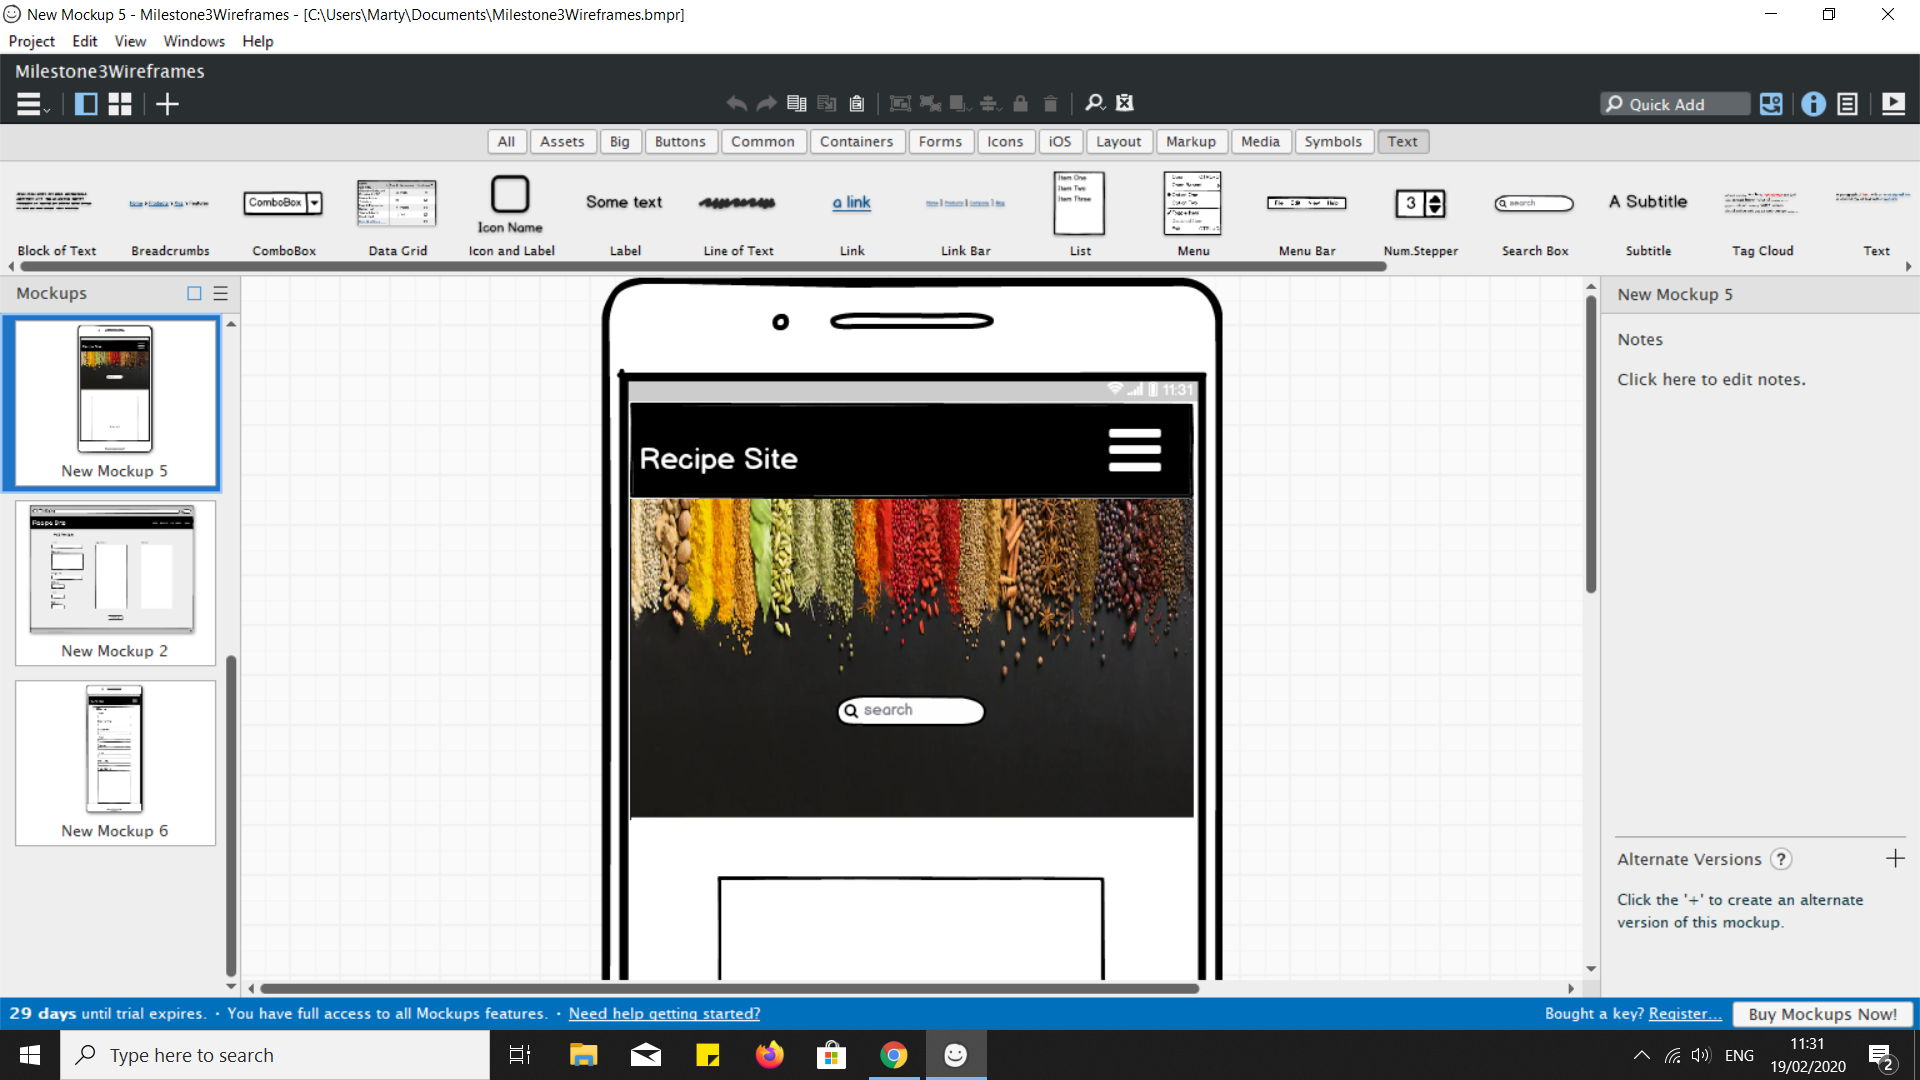 New Mockup 5 - Milestone3Wireframes - [C:\Users\Marty\Documents\Milestone3Wireframes.bmpr]
Project Edit View Windows Help
Milestone3Wireframes
Quick Add
All Assets Big Buttons Common Containers Forms Icons iOS Layout Markup Media Symbols Text
ComboBox
Icon Name
Some text
a link
Item One
Item Two
Item Three
3
search
A Subtitle
Block of Text Breadcrumbs ComboBox Data Grid Icon and Label Label Line of Text Link Link Bar List Menu Menu Bar Num.Stepper Search Box Subtitle Tag Cloud Text
Mockups
New Mockup 5
New Mockup 2
New Mockup 6
11:31
Recipe Site
search
New Mockup 5
Notes
Click here to edit notes.
Alternate Versions ?
Click the '+' to create an alternate
version of this mockup.
29 days until trial expires. · You have full access to all Mockups features. · Need help getting started?
Bought a key? Register... Buy Mockups Now!
Type here to search
ENG
11:31
19/02/2020
2